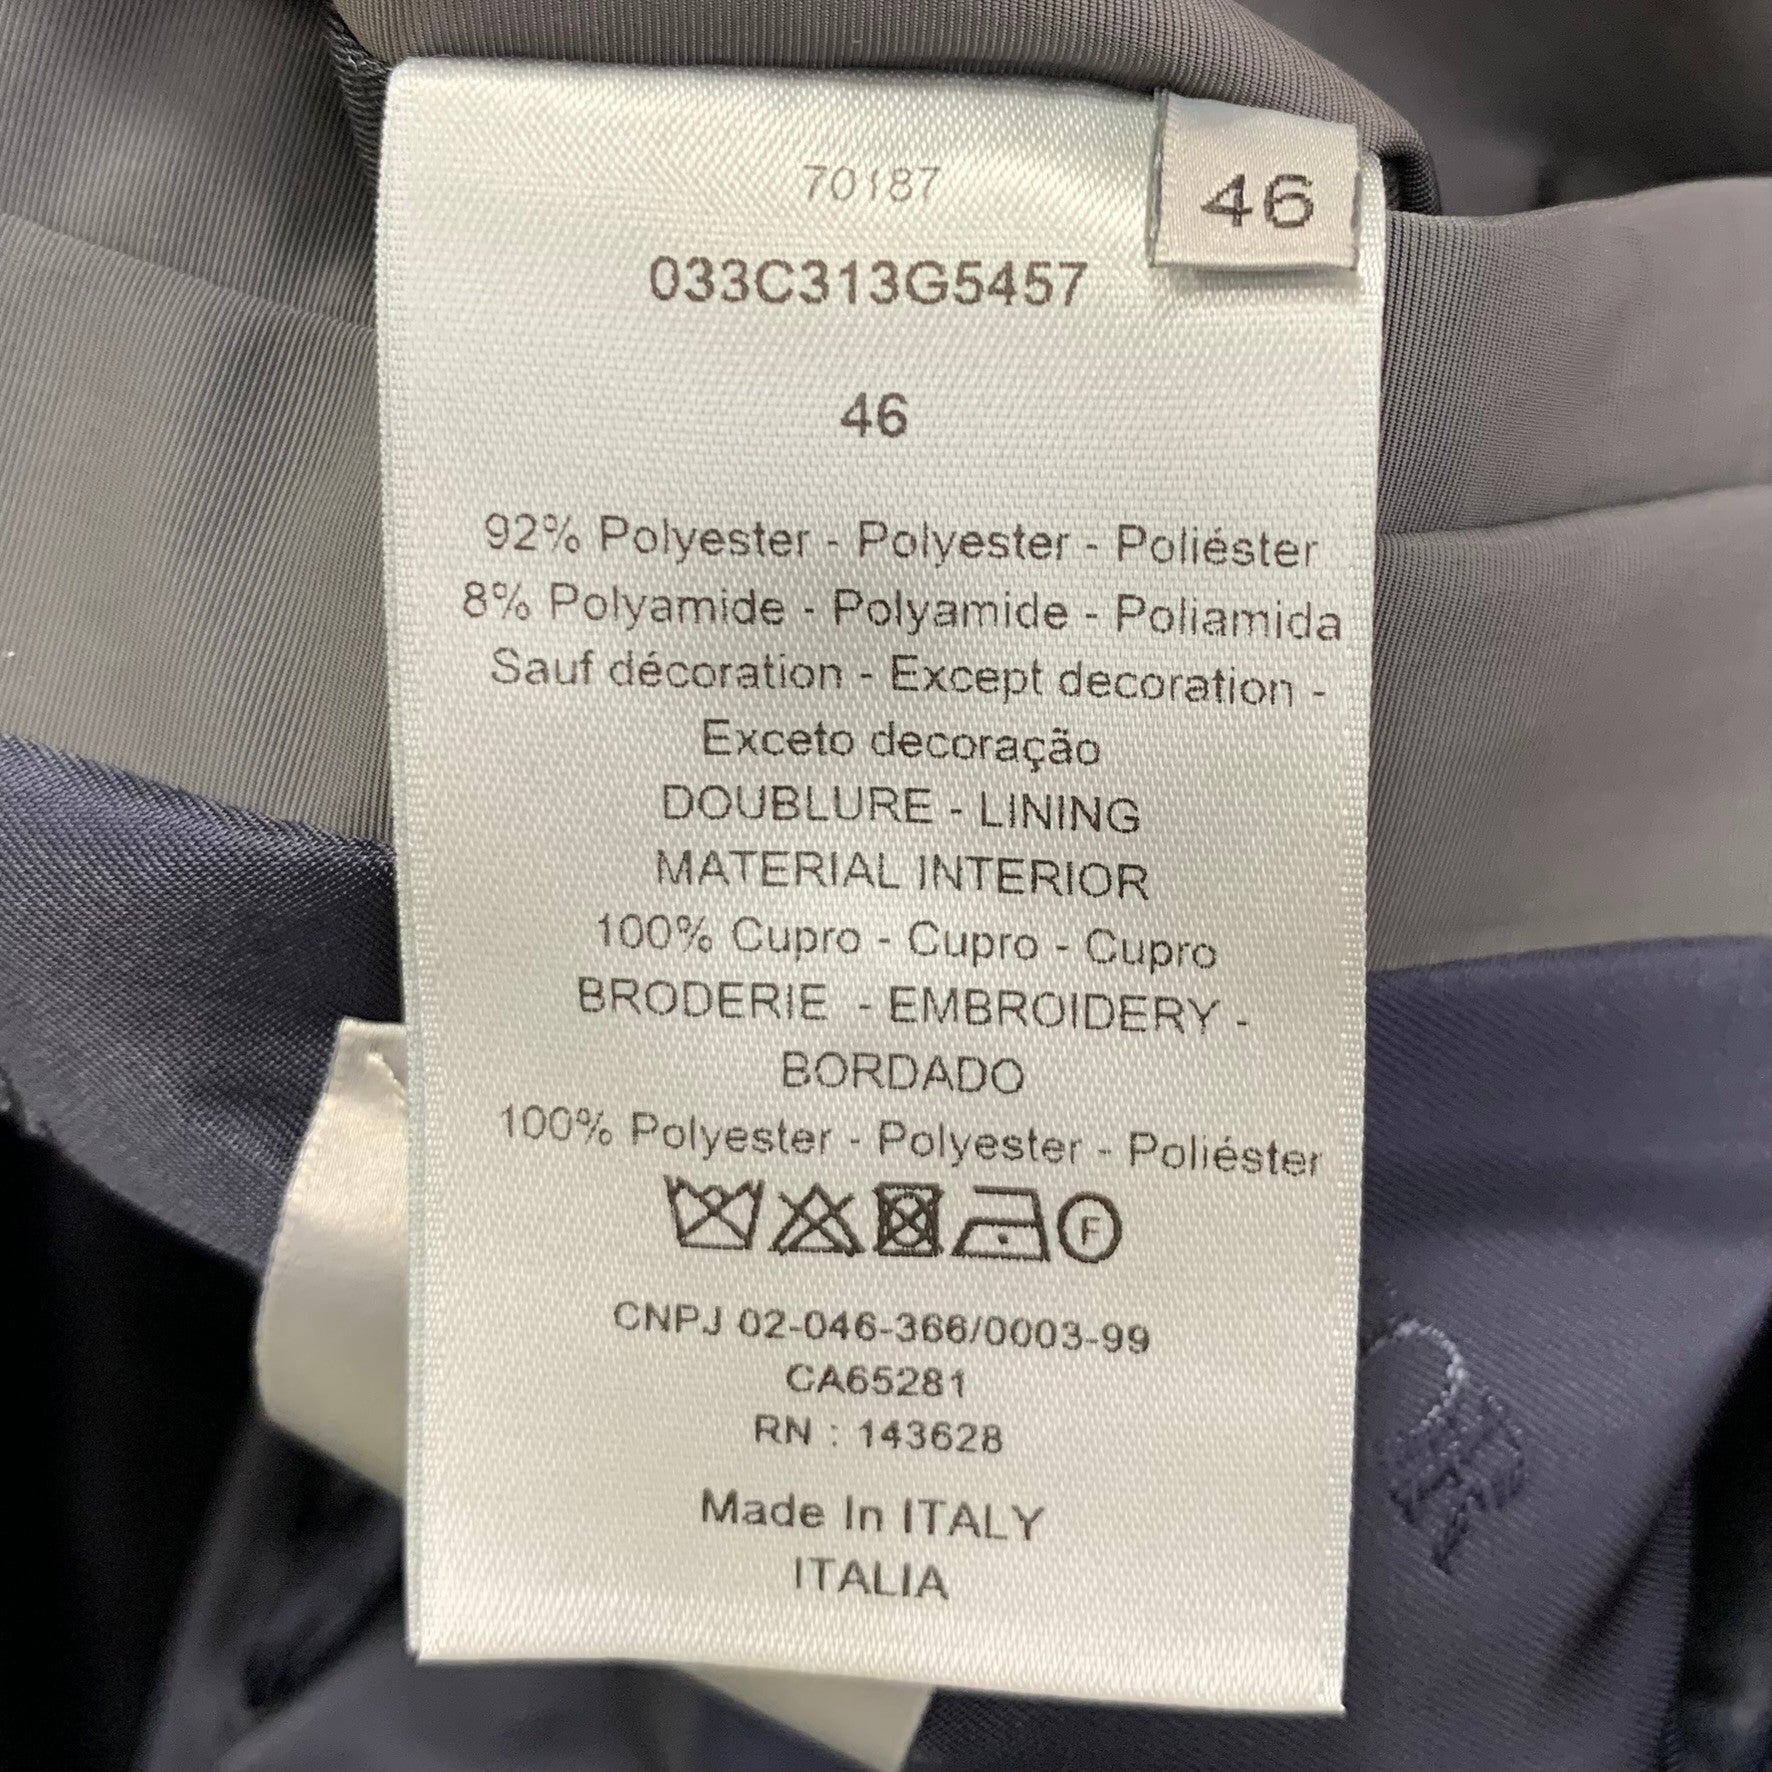 70187
46
033C313G5457
46
92% Polyester - Polyester - Poliéster
8% Polyamide - Polyamide - Poliamida
Sauf décoration - Except decoration -
Exceto decoração
DOUBLURE - LINING
MATERIAL INTERIOR
100% Cupro - Cupro - Cupro
BRODERIE - EMBROIDERY -
BORDADO
100% Polyester - Polyester - Poliéster
F
CNPJ 02-046-366/0003-99
CA65281
RN : 143628
Made In ITALY
ITALIA